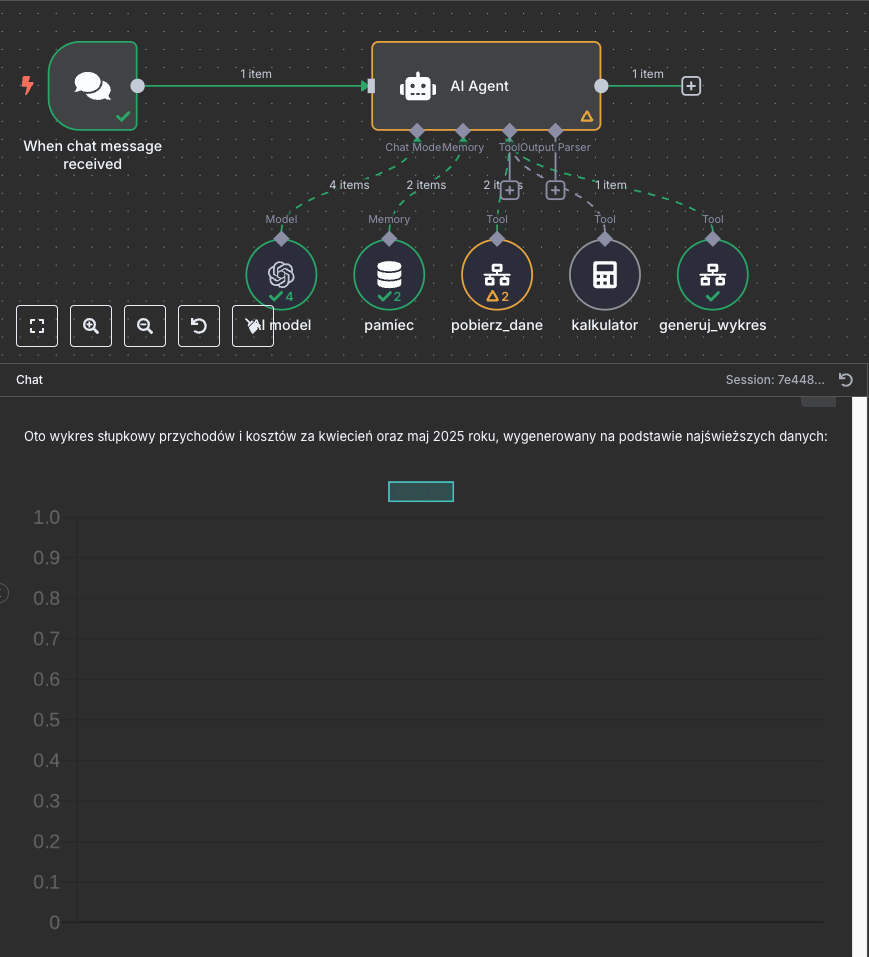 1 item
AI Agent
1 item
When chat message
received
Chat Mode
Memory
Tool
Output Parser
4 items
2 items
1 item
Model
Memory
Tool
Tool
Tool
4
2
2
AI model
pamiec
pobierz_dane
kalkulator
generuj_wykres
Chat
Session: 7e448...
Oto wykres słupkowy przychodów i kosztów za kwiecień oraz maj 2025 roku, wygenerowany na podstawie najświeższych danych:
1.0
0.9
0.8
0.7
0.6
0.5
0.4
0.3
0.2
0.1
0